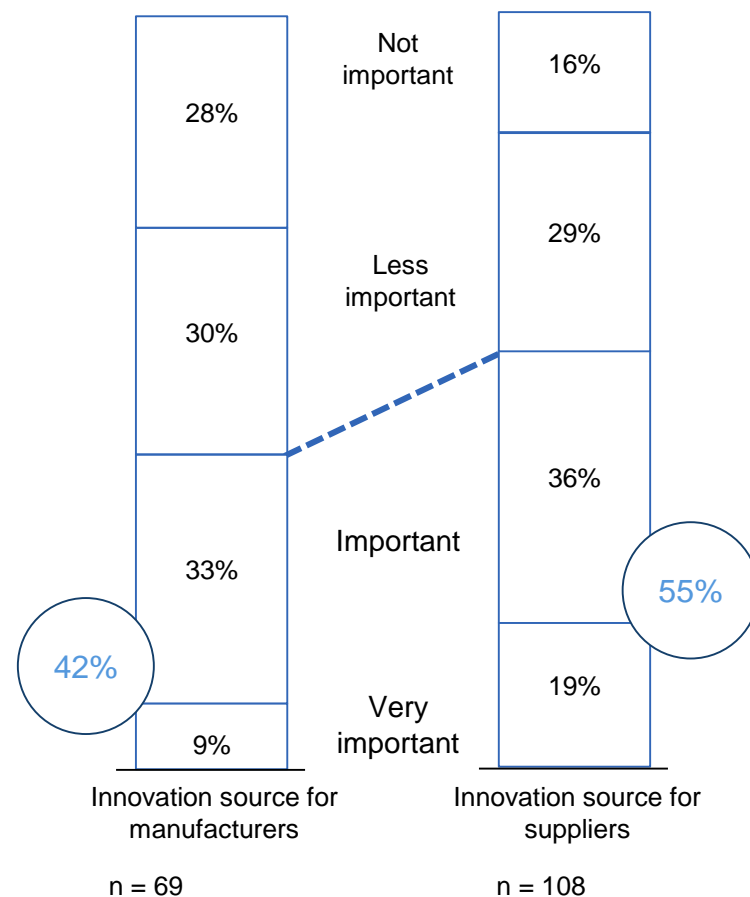 Not
important
28%
16%
Less
important
30%
29%
Important
33%
36%
42%
55%
Very
important
9%
19%
Innovation source for
manufacturers
Innovation source for
suppliers
n = 69
n = 108